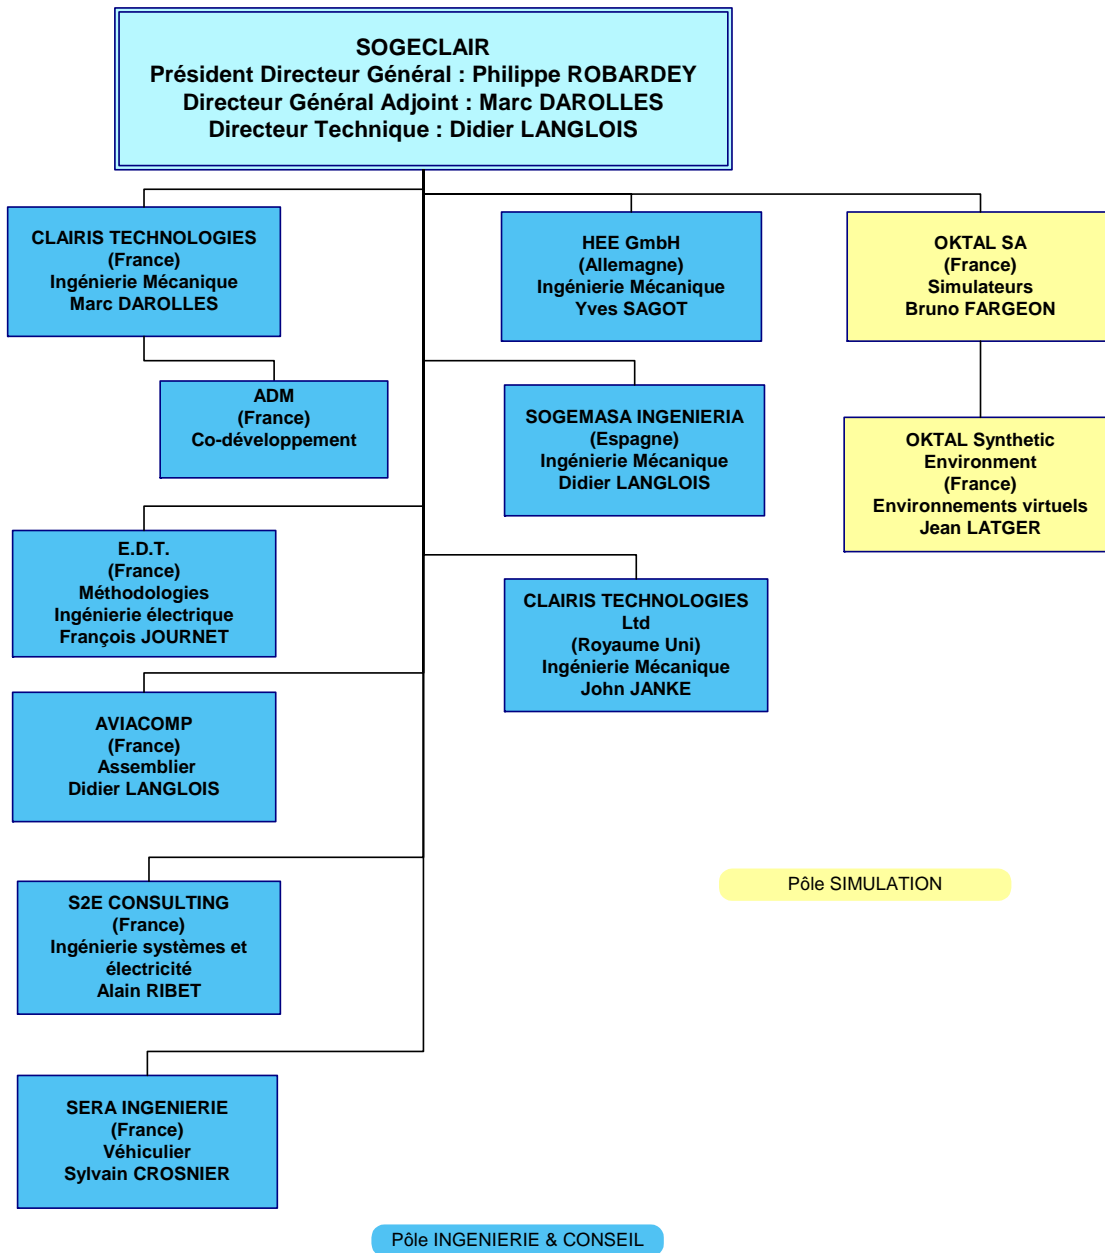 SOGECLAIR
Président Directeur Général : Philippe ROBARDEY
Directeur Général Adjoint : Marc DAROLLES
Directeur Technique : Didier LANGLOIS
CLAIRIS TECHNOLOGIES
(France)
Ingénierie Mécanique
Marc DAROLLES
HEE GmbH
(Allemagne)
Ingénierie Mécanique
Yves SAGOT
OKTAL SA
(France)
Simulateurs
Bruno FARGEON
ADM
(France)
Co-développement
SOGEMASA INGENIERIA
(Espagne)
Ingénierie Mécanique
Didier LANGLOIS
OKTAL Synthetic
Environment
(France)
Environnements virtuels
Jean LATGER
E.D.T.
(France)
Méthodologies
Ingénierie électrique
François JOURNET
CLAIRIS TECHNOLOGIES
Ltd
(Royaume Uni)
Ingénierie Mécanique
John JANKE
AVIACOMP
(France)
Assemblier
Didier LANGLOIS
Pôle SIMULATION
S2E CONSULTING
(France)
Ingénierie systèmes et
électricité
Alain RIBET
SERA INGENIERIE
(France)
Véhiculier
Sylvain CROSNIER
Pôle INGENIERIE & CONSEIL